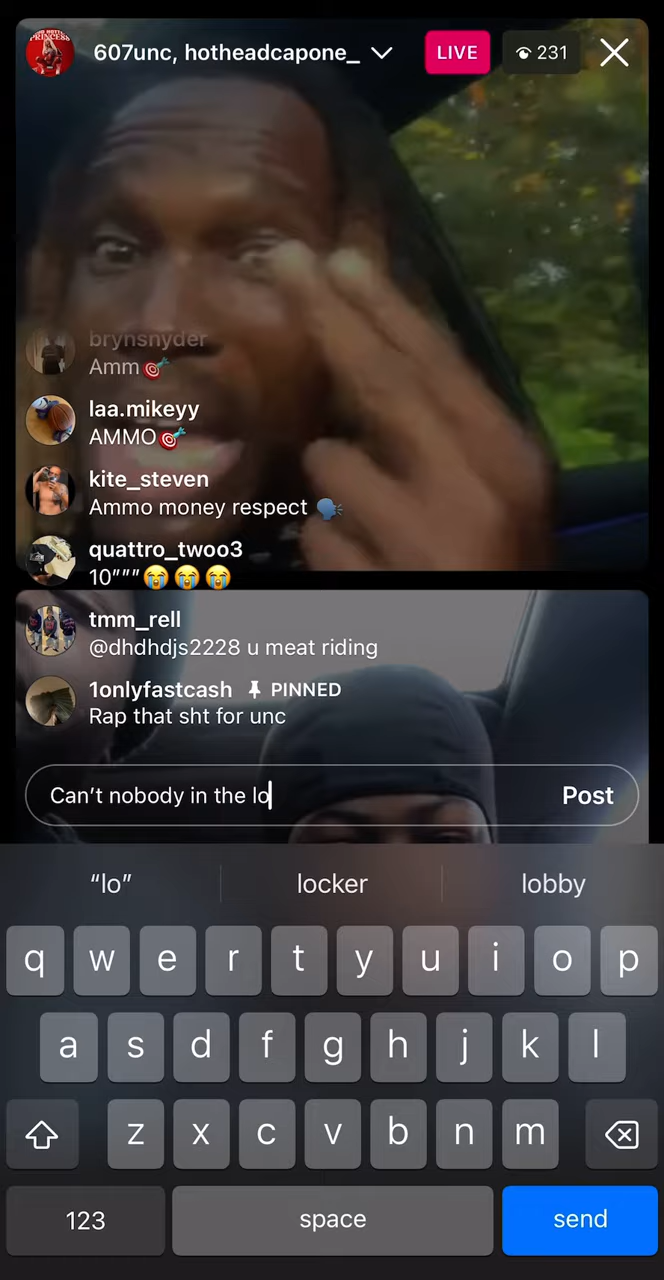 PRINCESS
607unc, hotheadcapone_
LIVE
231
brynsnyder
Amm🎯
laa.mikeyy
AMMO🎯
kite_steven
Ammo money respect 🗣️
quattro_twoo3
10”””😭😭😭
tmm_rell
@dhdhdjs2228 u meat riding
1onlyfastcash 📌 PINNED
Rap that sht for unc
Can’t nobody in the lo
Post
“lo”
locker
lobby
q w e r t y u i o p
a s d f g h j k l
z x c v b n m
123
space
send